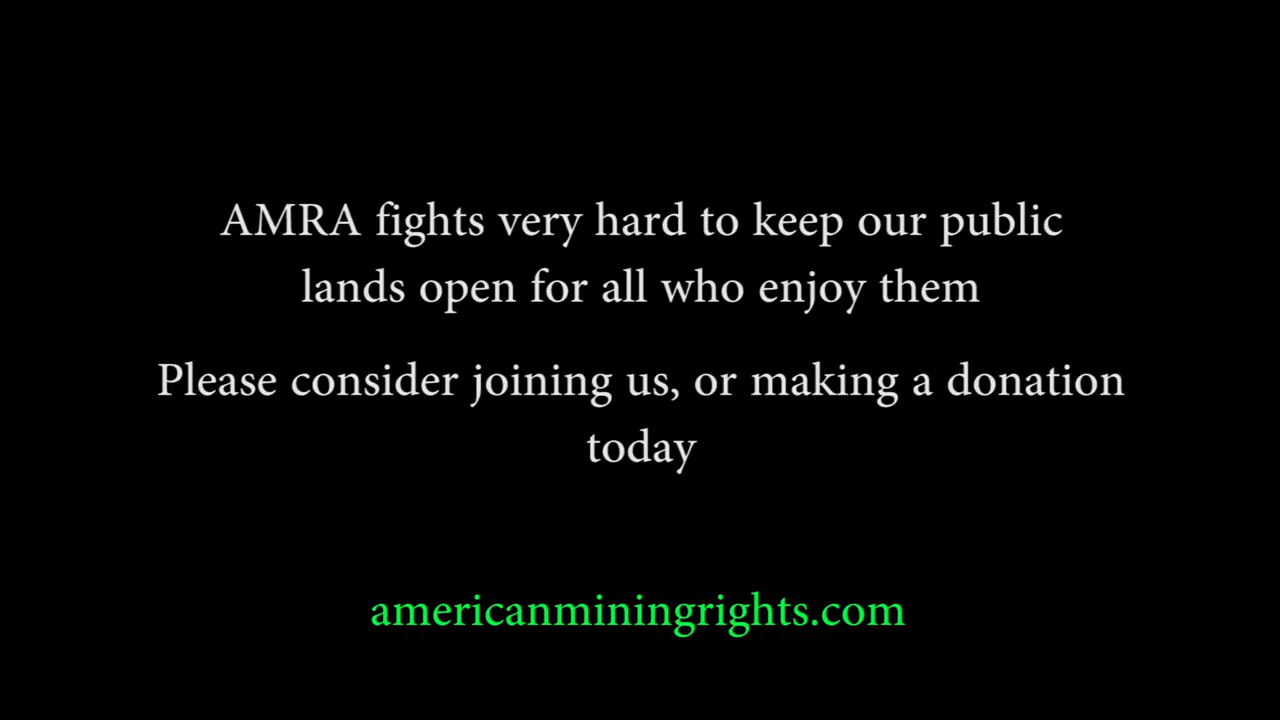 AMRA fights very hard to keep our public
lands open for all who enjoy them
Please consider joining us, or making a donation
today
americanminingrights.com